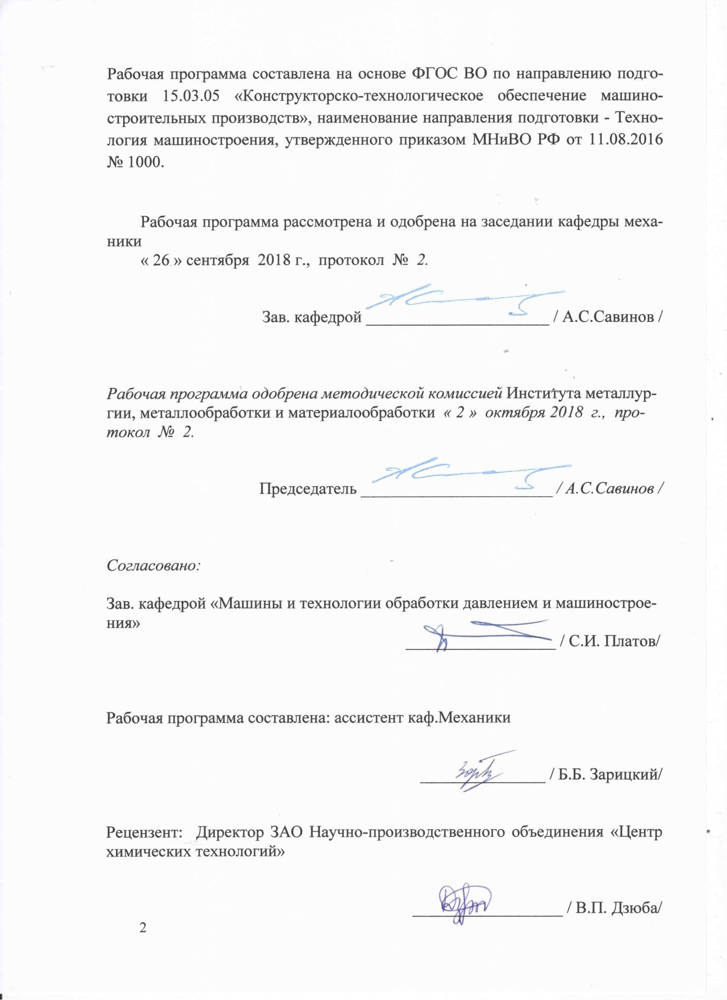 Рабочая программа составлена на основе ФГОС ВО по направлению подго-
товки 15.03.05 «Конструкторско-технологическое обеспечение машино-
строительных производств», наименование направления подготовки - Техно-
логия машиностроения, утвержденного приказом МНиВО РФ от 11.08.2016
№ 1000.
Рабочая программа рассмотрена и одобрена на заседании кафедры меха-
ники
« 26 » сентября 2018 г., протокол № 2.
Зав. кафедрой ______________________ / А.С.Савинов /
Рабочая программа одобрена методической комиссией Института металлур-
гии, металлообработки и материалообработки « 2 » октября 2018 г., про-
токол № 2.
Председатель ______________________ / А.С.Савинов /
Согласовано:
Зав. кафедрой «Машины и технологии обработки давлением и машинострое-
ния»
__________________ / С.И. Платов/
Рабочая программа составлена: ассистент каф.Механики
_______________ / Б.Б. Зарицкий/
Рецензент: Директор ЗАО Научно-производственного объединения «Центр
химических технологий»
__________________ / В.П. Дзюба/
2